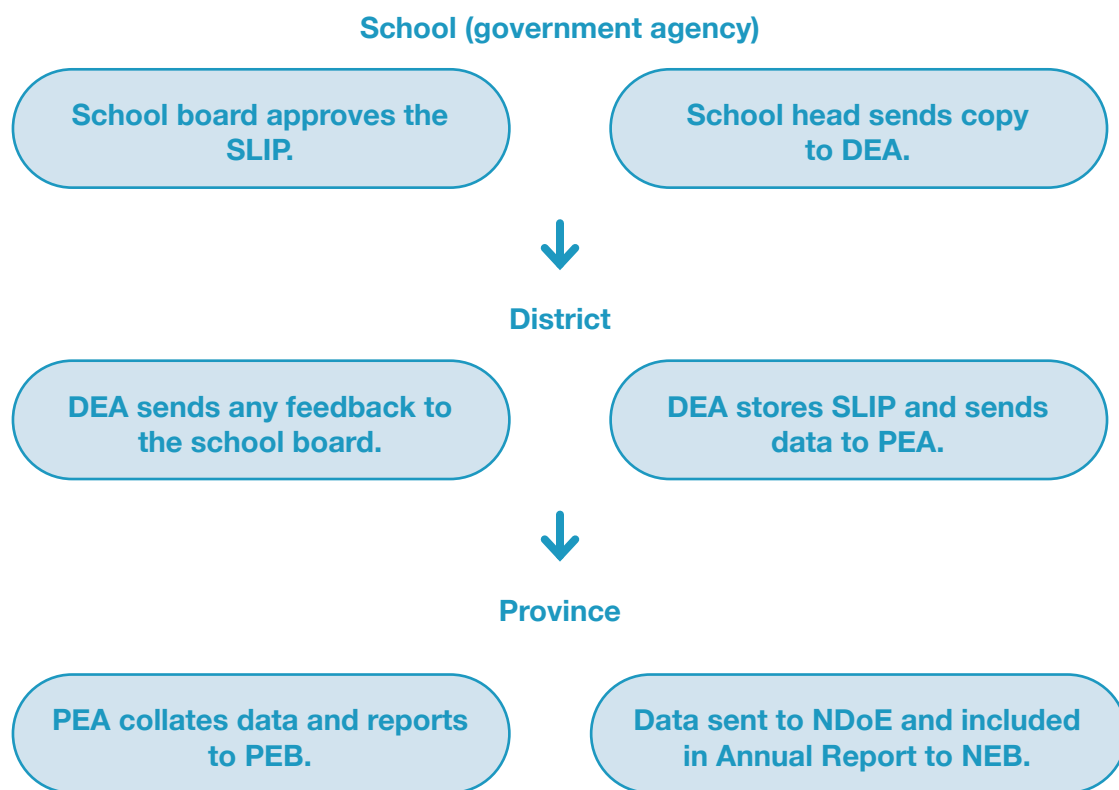 School (government agency)
School board approves the
SLIP.
School head sends copy
to DEA.
District
DEA sends any feedback to
the school board.
DEA stores SLIP and sends
data to PEA.
Province
PEA collates data and reports
to PEB.
Data sent to NDoE and included
in Annual Report to NEB.